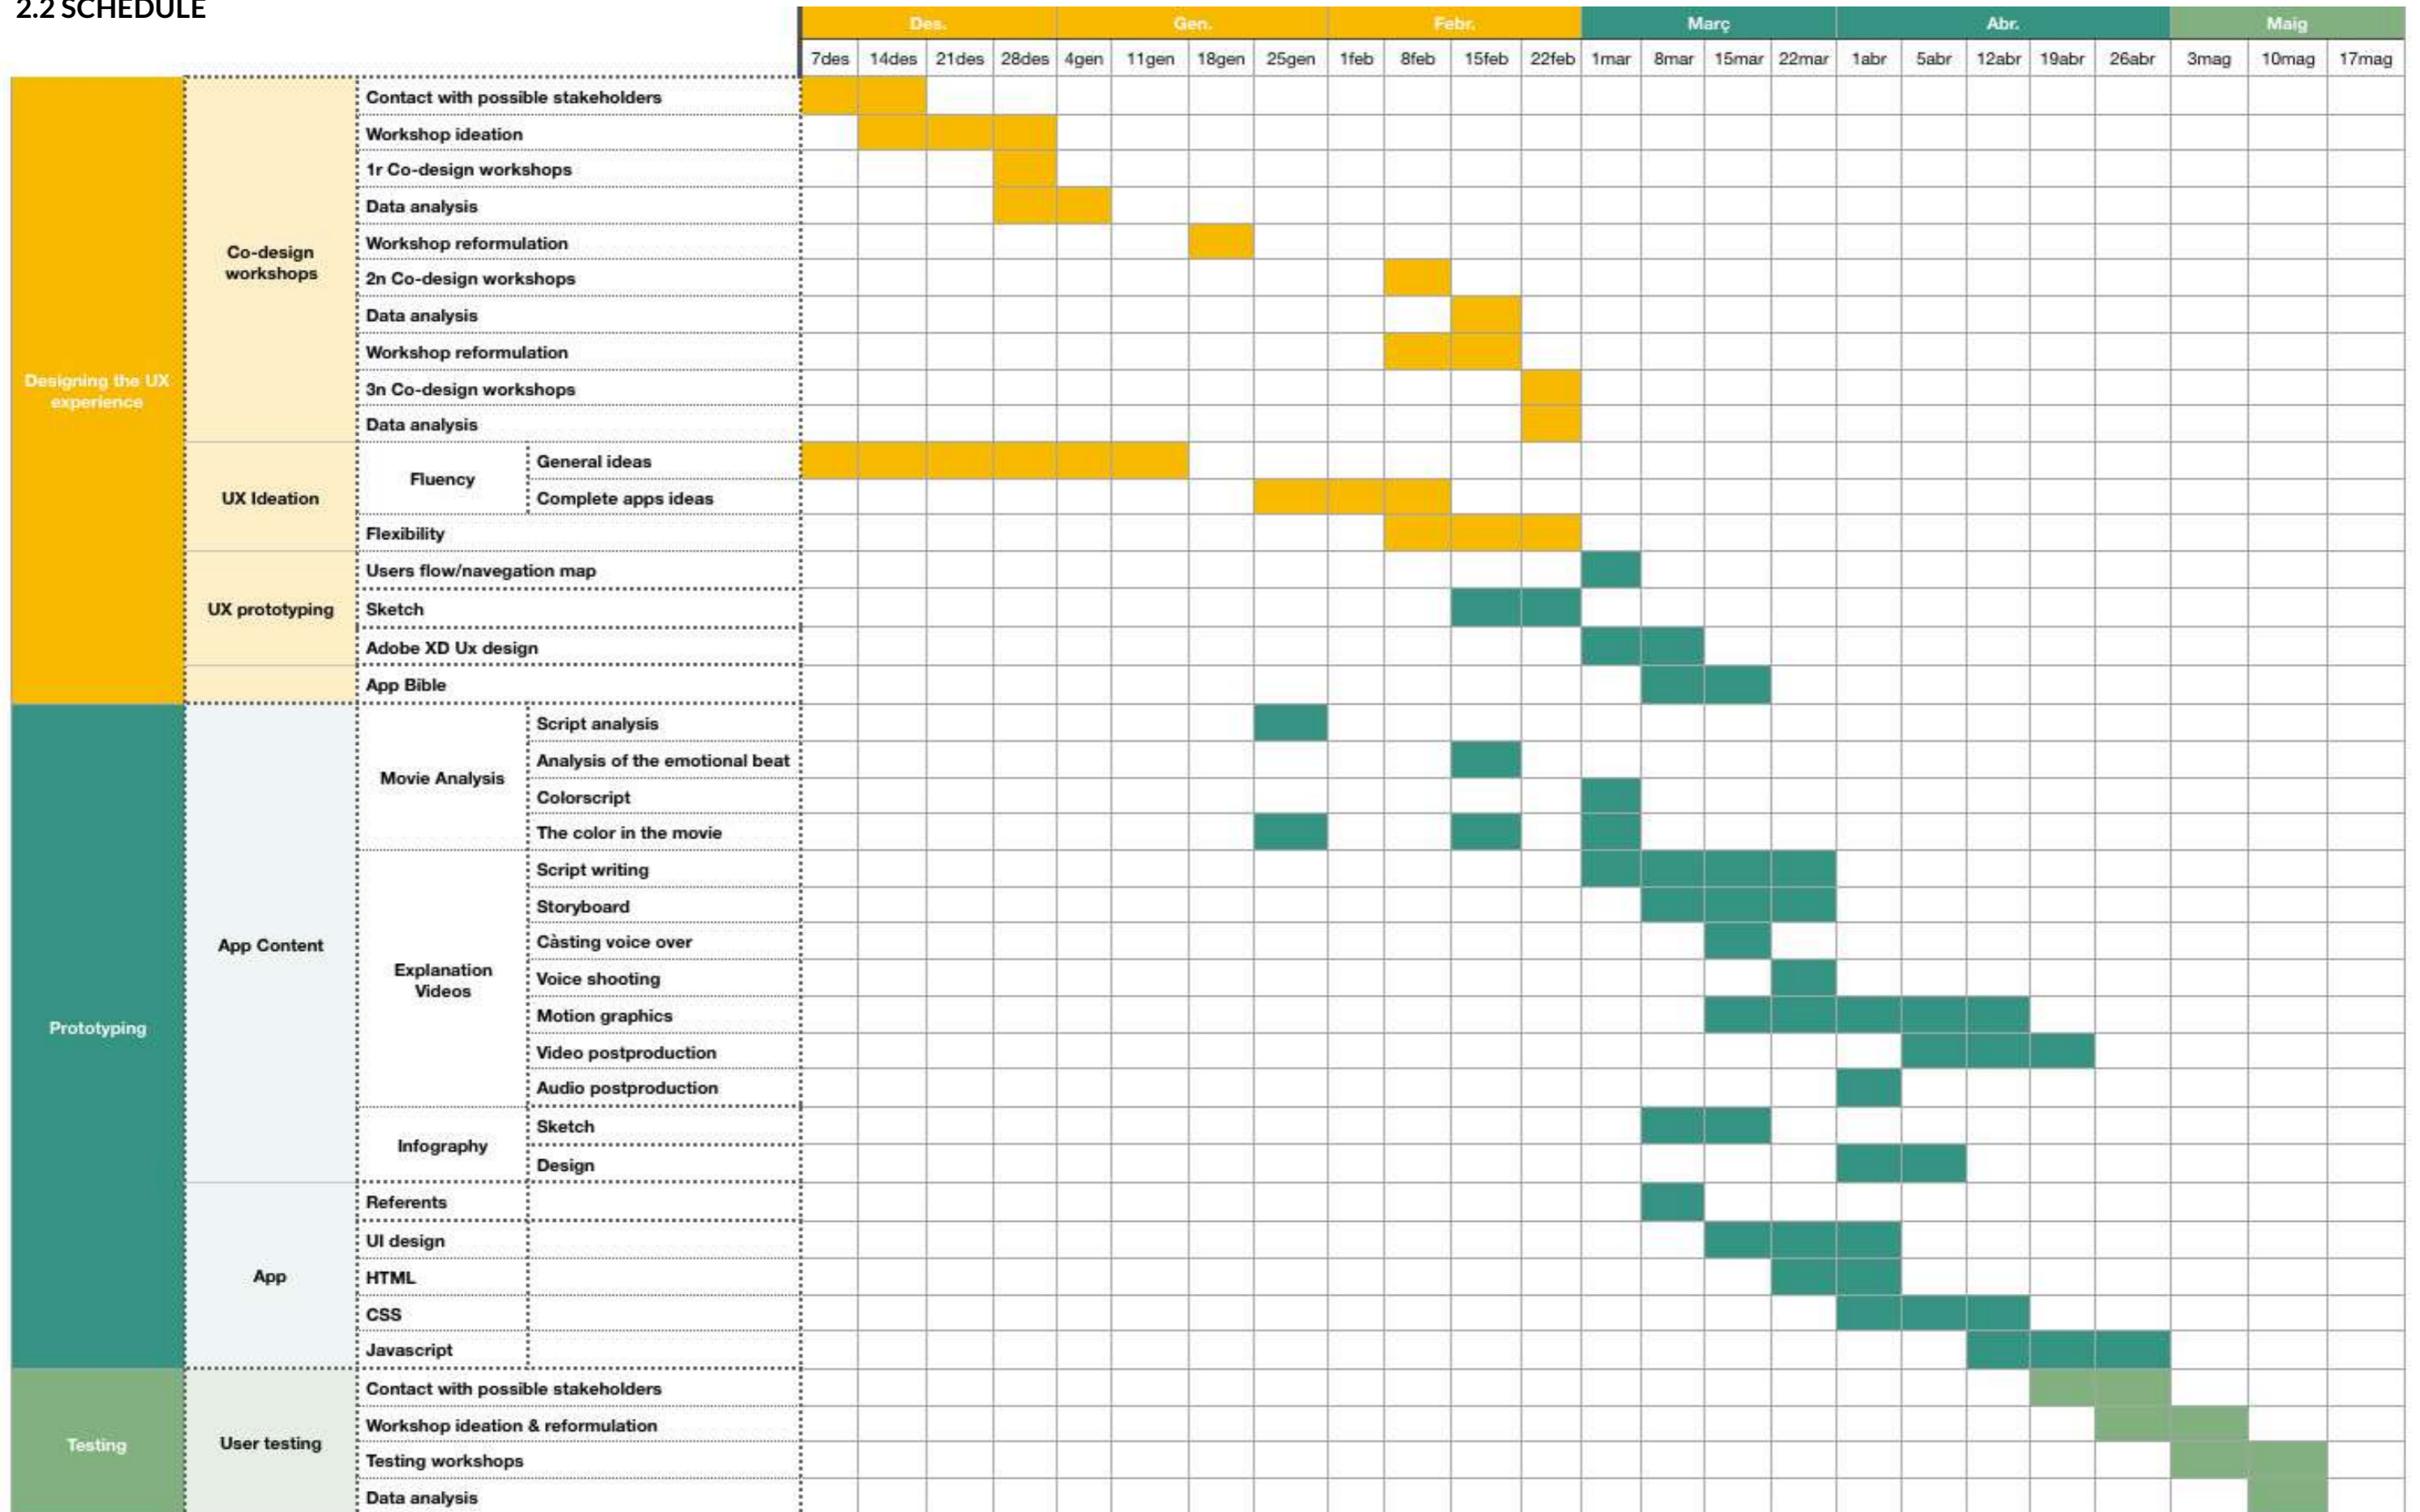 2.2 SCHEDULE
Des. Gen. Febr. Març Abr. Maig
7des 14des 21des 28des 4gen 11gen 18gen 25gen 1feb 8feb 15feb 22feb 1mar 8mar 15mar 22mar 1abr 5abr 12abr 19abr 26abr 3mag 10mag 17mag
Designing the UX
experience
Co-design
workshops
Contact with possible stakeholders
Workshop ideation
1r Co-design workshops
Data analysis
Workshop reformulation
2n Co-design workshops
Data analysis
Workshop reformulation
3n Co-design workshops
Data analysis
UX Ideation
Fluency
General ideas
Complete apps ideas
Flexibility
UX prototyping
Users flow/navegation map
Sketch
Adobe XD Ux design
App Bible
Prototyping
App Content
Movie Analysis
Script analysis
Analysis of the emotional beat
Colorscript
The color in the movie
Explanation
Videos
Script writing
Storyboard
Càsting voice over
Voice shooting
Motion graphics
Video postproduction
Audio postproduction
Infography
Sketch
Design
App
Referents
UI design
HTML
CSS
Javascript
Testing
User testing
Contact with possible stakeholders
Workshop ideation & reformulation
Testing workshops
Data analysis